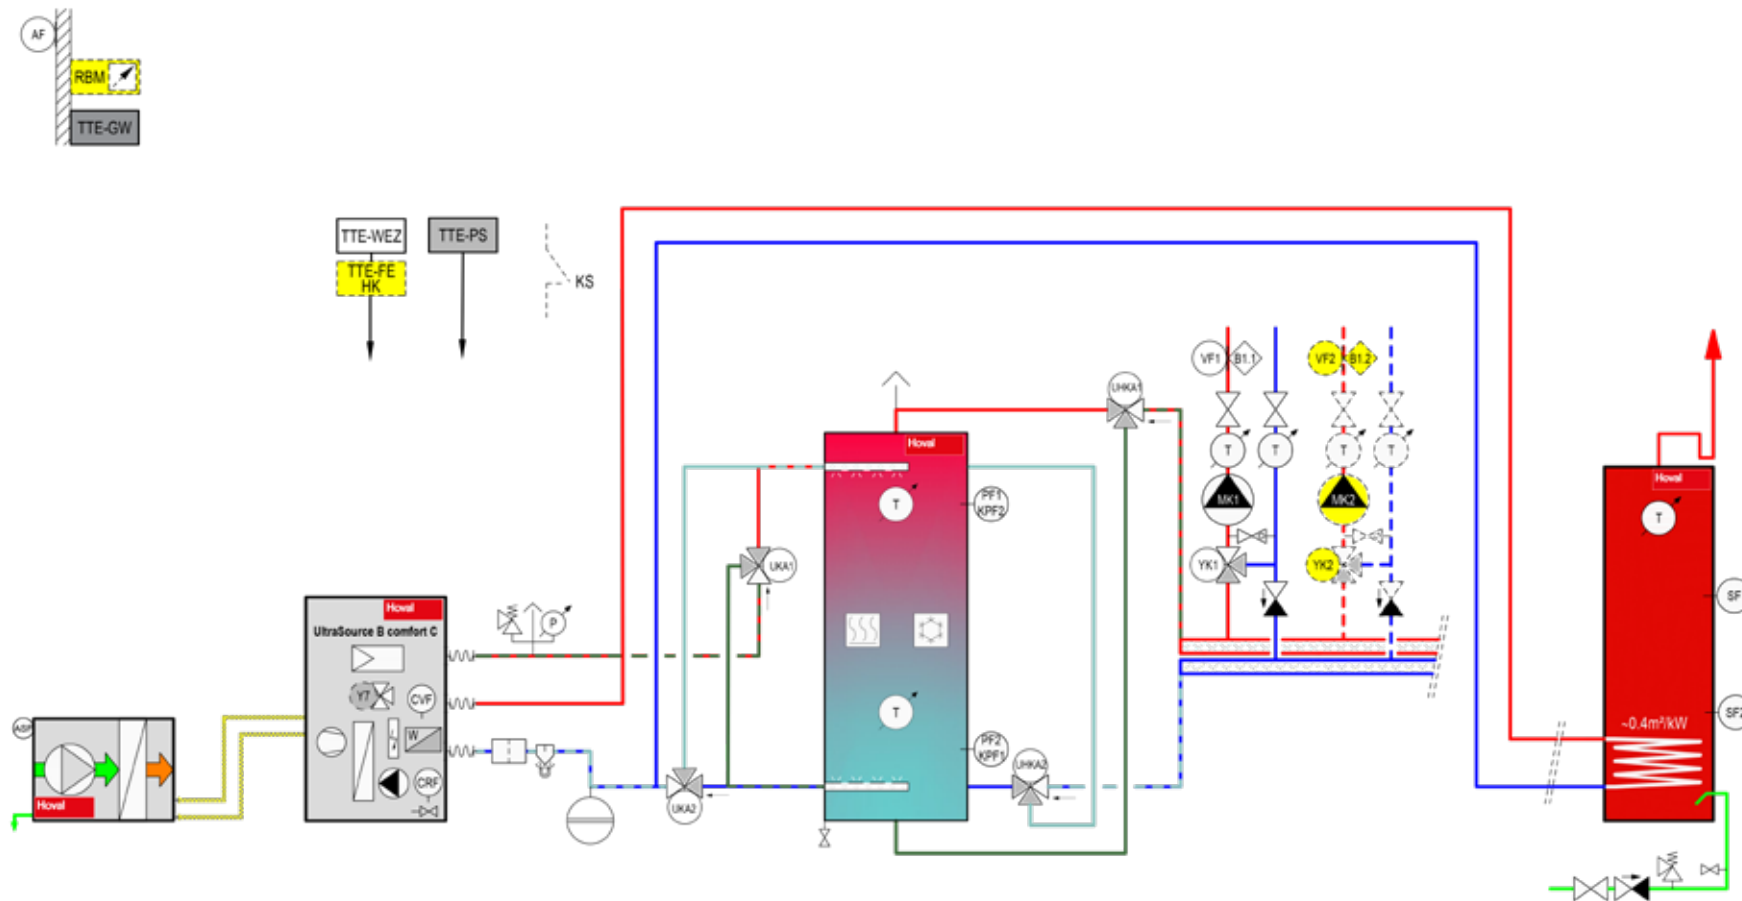 AF
RBM
TTE-GW
TTE-WEZ
TTE-PS
TTE-FE
HK
KS
VF1
B1.1
VF2
B1.2
UHKA1
Hoval
T
T
T
T
Hoval
PF1
KPF2
T
MK1
MK2
T
UKA1
YK1
YK2
Hoval
UltraSource B comfort C
P
SF
Y7
CVF
T
SF2
ASF
W
PF2
KPF1
~0.4m²/kW
UHKA2
CRF
Hoval
UKA2